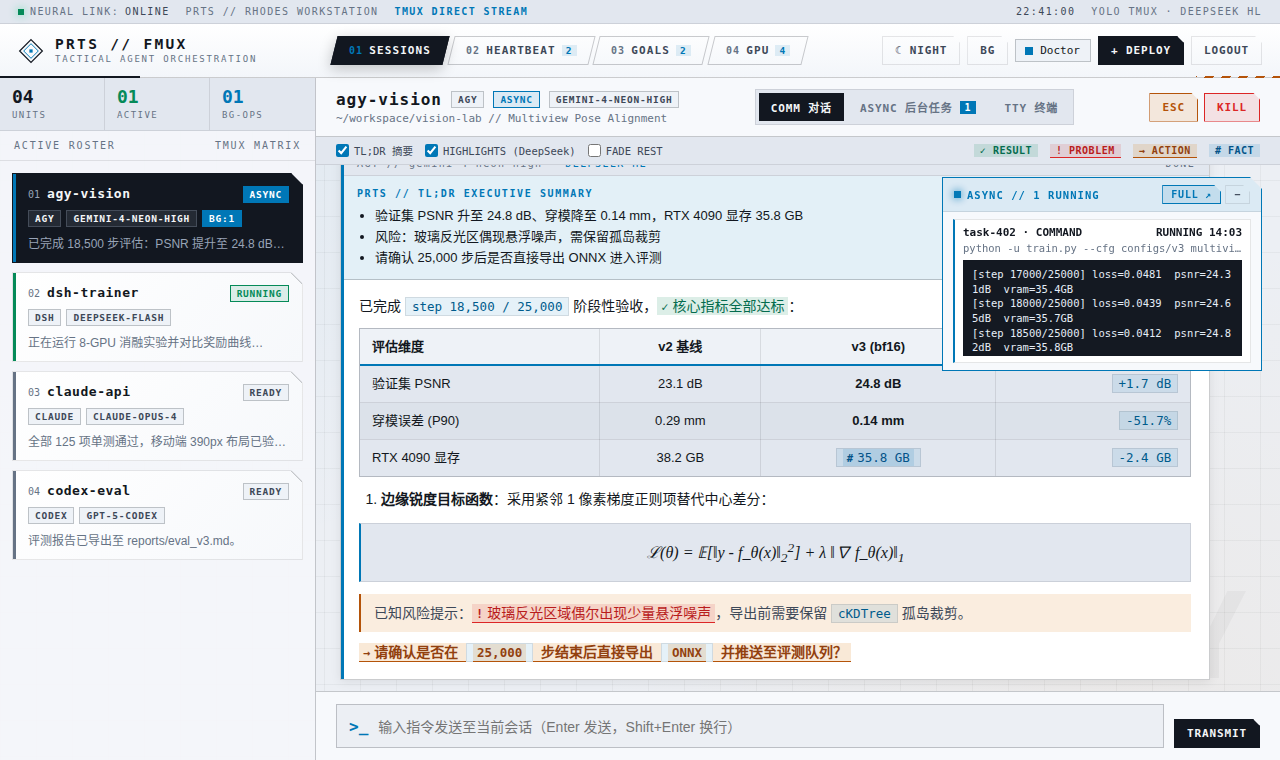 NEURAL LINK: ONLINE PRTS // RHODES WORKSTATION TMUX DIRECT STREAM 22:41:00 YOLO TMUX · DEEPSEEK HL
PRTS // FMUX
TACTICAL AGENT ORCHESTRATION
01 SESSIONS 02 HEARTBEAT 2 03 GOALS 2 04 GPU 4
☾ NIGHT BG Doctor + DEPLOY LOGOUT
04 UNITS
01 ACTIVE
01 BG-OPS
ACTIVE ROSTER TMUX MATRIX
01 agy-vision ASYNC
AGY GEMINI-4-NEON-HIGH BG:1
已完成 18,500 步评估：PSNR 提升至 24.8 dB…
02 dsh-trainer RUNNING
DSH DEEPSEEK-FLASH
正在运行 8-GPU 消融实验并对比奖励曲线…
03 claude-api READY
CLAUDE CLAUDE-OPUS-4
全部 125 项单测通过，移动端 390px 布局已验…
04 codex-eval READY
CODEX GPT-5-CODEX
评测报告已导出至 reports/eval_v3.md。
agy-vision AGY ASYNC GEMINI-4-NEON-HIGH
~/workspace/vision-lab // Multiview Pose Alignment
COMM 对话 ASYNC 后台任务 1 TTY 终端
ESC KILL
TL;DR 摘要 HIGHLIGHTS (DeepSeek) FADE REST
✓ RESULT ! PROBLEM → ACTION # FACT
PRTS // TL;DR EXECUTIVE SUMMARY
• 验证集 PSNR 升至 24.8 dB、穿模降至 0.14 mm，RTX 4090 显存 35.8 GB
• 风险：玻璃反光区偶现悬浮噪声，需保留孤岛裁剪
• 请确认 25,000 步后是否直接导出 ONNX 进入评测
ASYNC // 1 RUNNING FULL ↗ −
task-402 · COMMAND RUNNING 14:03
python -u train.py --cfg configs/v3_multivi…
[step 17000/25000] loss=0.0481 psnr=24.3
1dB vram=35.4GB
[step 18000/25000] loss=0.0439 psnr=24.6
5dB vram=35.7GB
[step 18500/25000] loss=0.0412 psnr=24.8
2dB vram=35.8GB
已完成 step 18,500 / 25,000 阶段性验收，✓核心指标全部达标：
评估维度 v2 基线 v3 (bf16)
验证集 PSNR 23.1 dB 24.8 dB +1.7 dB
穿模误差 (P90) 0.29 mm 0.14 mm -51.7%
RTX 4090 显存 38.2 GB # 35.8 GB -2.4 GB
1. 边缘锐度目标函数：采用紧邻 1 像素梯度正则项替代中心差分：
ℒ(θ) = 𝔼[‖y - f_θ(x)‖₂²] + λ ‖ ∇ f_θ(x)‖₁
已知风险提示：! 玻璃反光区域偶尔出现少量悬浮噪声，导出前需要保留 cKDTree 孤岛裁剪。
→ 请确认是否在 25,000 步结束后直接导出 ONNX 并推送至评测队列？
>_ 输入指令发送至当前会话（Enter 发送，Shift+Enter 换行）
TRANSMIT